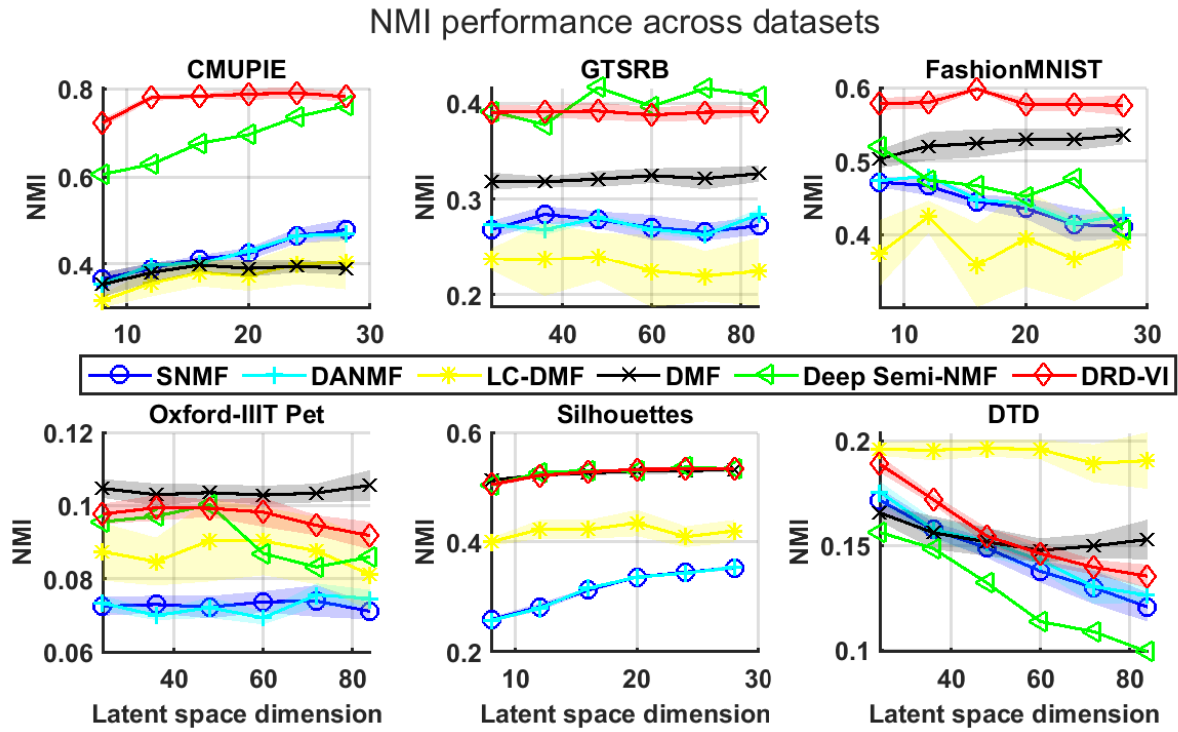 NMI performance across datasets
CMUPIE
GTSRB
FashionMNIST
0.8
0.6
0.4
NMI
10
20
30
0.4
0.3
0.2
NMI
40
60
80
0.6
0.5
0.4
NMI
10
20
30
SNMF DANMF LC-DMF DMF Deep Semi-NMF DRD-VI
Oxford-IIIT Pet
Silhouettes
DTD
0.12
0.1
0.08
0.06
NMI
40
60
80
Latent space dimension
0.6
0.4
0.2
NMI
10
20
30
Latent space dimension
0.2
0.15
0.1
NMI
40
60
80
Latent space dimension